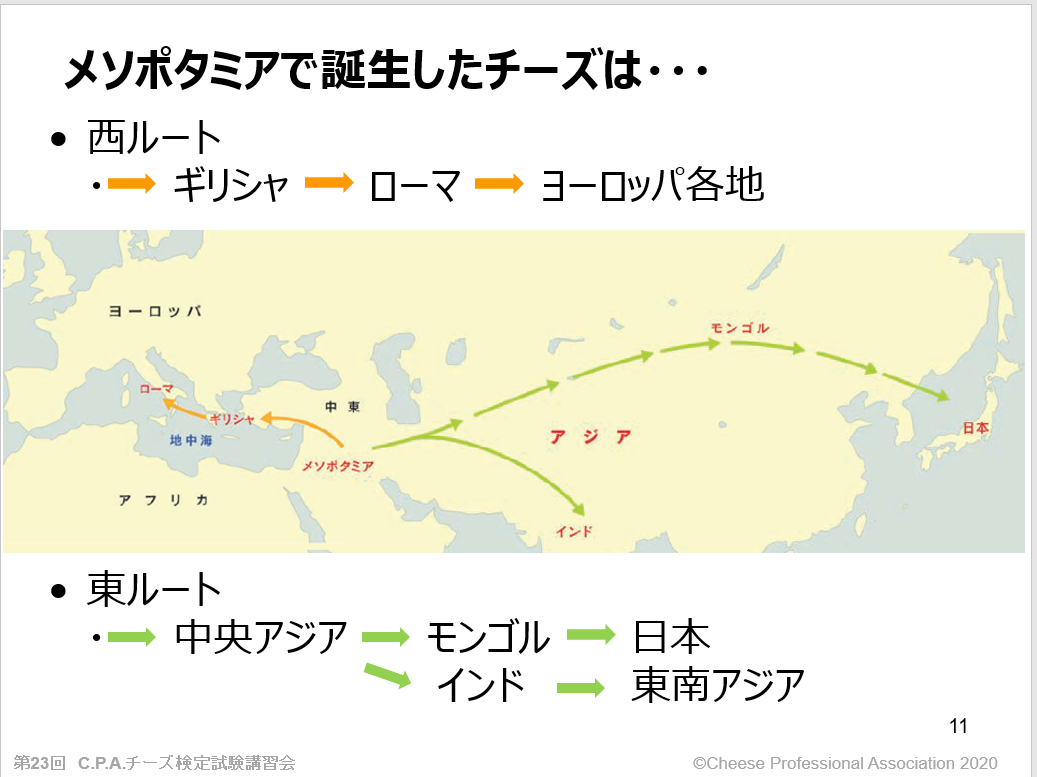 メソポタミアで誕生したチーズは・・・
● 西ルート
・➡ ギリシャ ➡ ローマ ➡ ヨーロッパ各地
ヨーロッパ
モンゴル
ローマ
中東
ギリシャ
日本
地中海
アジア
メソポタミア
アフリカ
インド
● 東ルート
・➡ 中央アジア ➡ モンゴル ➡ 日本
➡ インド ➡ 東南アジア
11
第23回 C.P.A.チーズ検定試験講習会
©Cheese Professional Association 2020